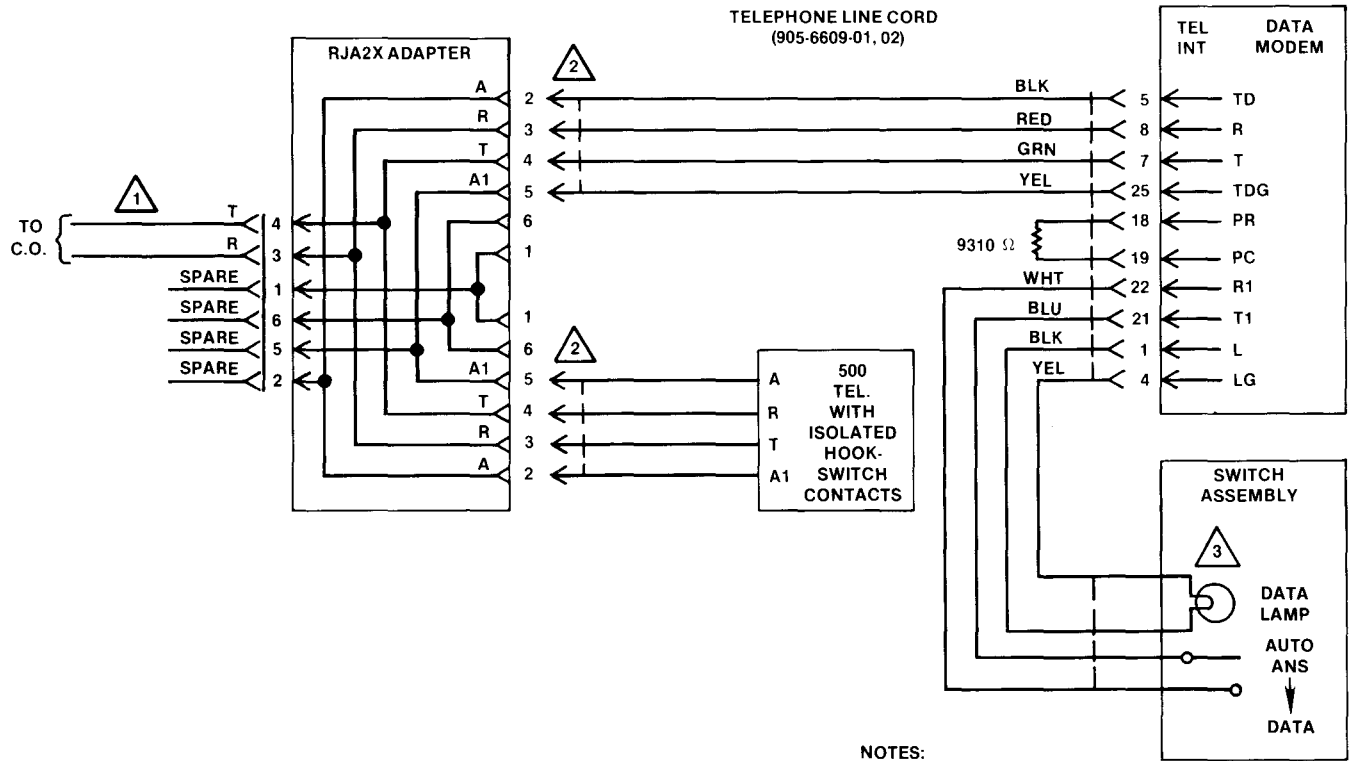 TELEPHONE LINE CORD
(905-6609-01, 02)
RJA2X ADAPTER
TEL INT
DATA MODEM
2
A 2 BLK 5 TD
R 3 RED 8 R
T 4 GRN 7 T
A1 5 YEL 25 TDG
6 18 PR
9310 Ω
1 19 PC
WHT 22 R1
BLU 21 T1
BLK 1 L
YEL 4 LG
1
TO C.O.
T 4
R 3
SPARE 1
SPARE 6
SPARE 5
SPARE 2
1
6
2
A1 5 A
T 4 R
R 3 T
A 2 A1
500
TEL.
WITH
ISOLATED
HOOK-
SWITCH
CONTACTS
SWITCH
ASSEMBLY
3
DATA
LAMP
AUTO
ANS
DATA
NOTES: